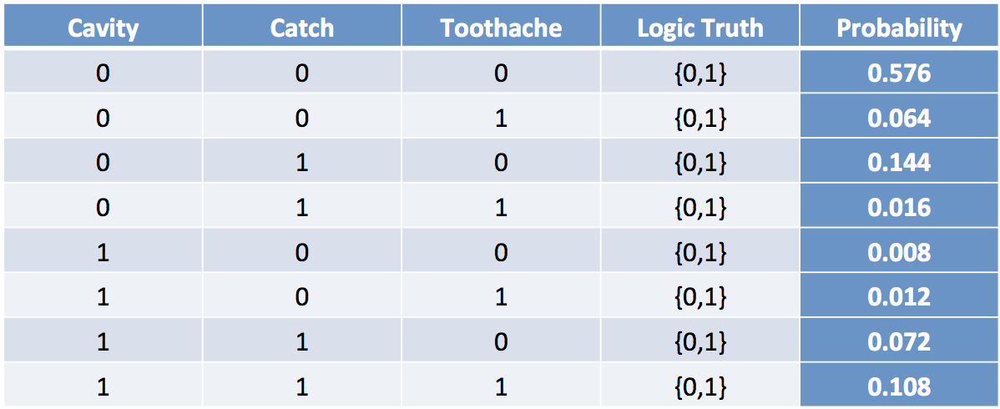 Cavity Catch Toothache Logic Truth Probability
0 0 0 {0,1} 0.576
0 0 1 {0,1} 0.064
0 1 0 {0,1} 0.144
0 1 1 {0,1} 0.016
1 0 0 {0,1} 0.008
1 0 1 {0,1} 0.012
1 1 0 {0,1} 0.072
1 1 1 {0,1} 0.108